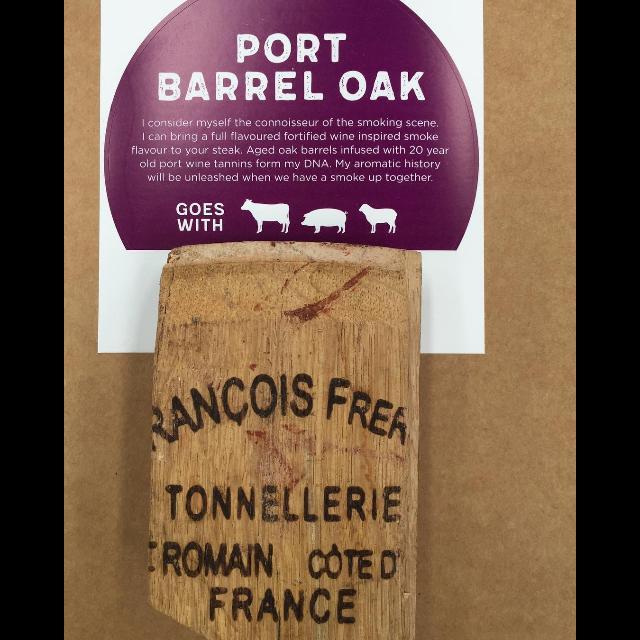 PORT
BARREL OAK
I consider myself the connoisseur of the smoking scene.
I can bring a full flavoured fortified wine inspired smoke
flavour to your steak. Aged oak barrels infused with 20 year
old port wine tannins form my DNA. My aromatic history
will be unleashed when we have a smoke up together.
GOES
WITH
RANÇOIS FRER
TONNELLERIE
ROMAIN CÔTE D'
FRANCE